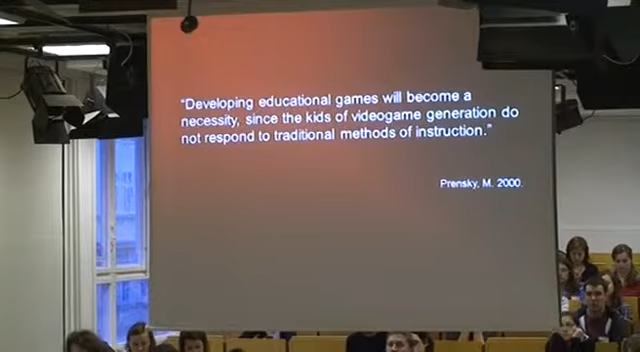 "Developing educational games will become a
necessity, since the kids of videogame generation do
not respond to traditional methods of instruction."
Prensky, M. 2000.